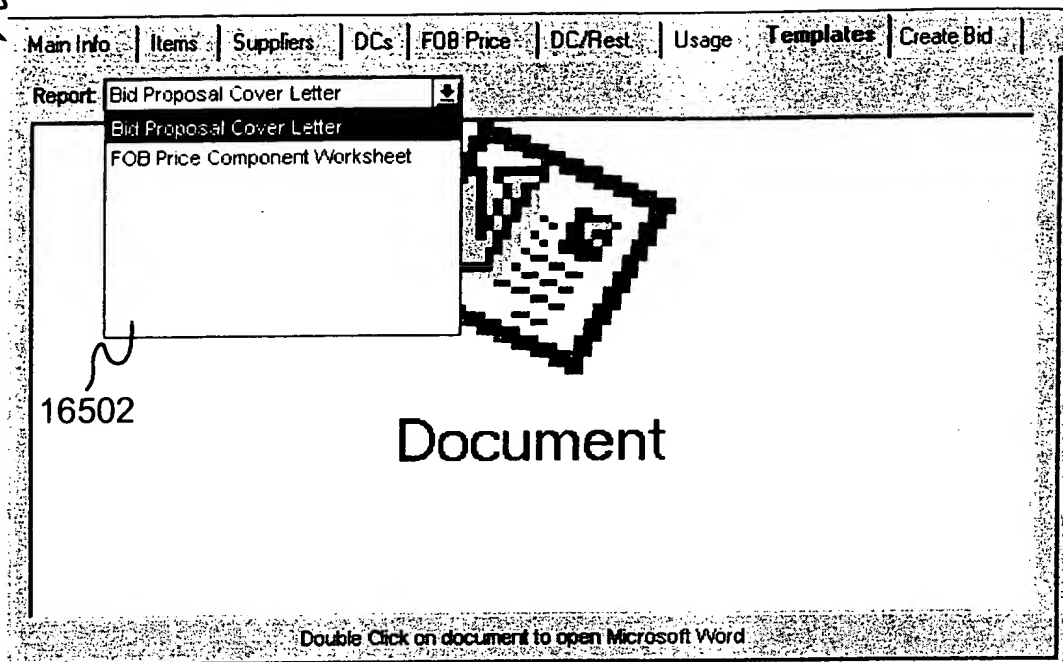 Main Info Items Suppliers DCs FOB Price DC/Rest. Usage Templates Create Bid
Report: Bid Proposal Cover Letter
Bid Proposal Cover Letter
FOB Price Component Worksheet
16502
Document
Double Click on document to open Microsoft Word